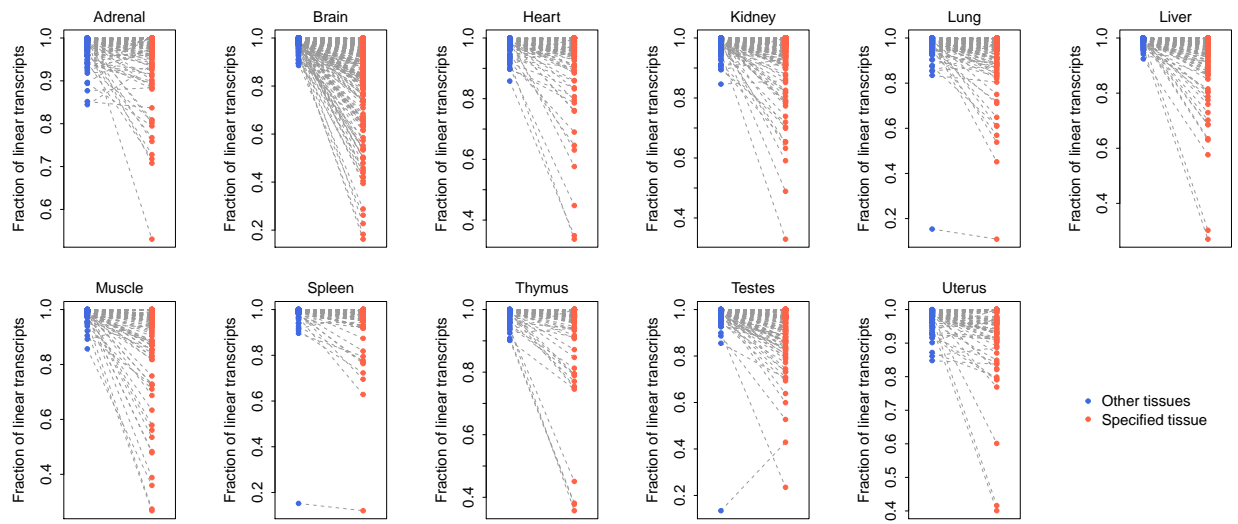 Adrenal
Brain
Heart
Kidney
Lung
Liver
Fraction of linear transcripts
0.6
0.7
0.8
0.9
1.0
Fraction of linear transcripts
0.2
0.4
0.6
0.8
1.0
Fraction of linear transcripts
0.4
0.6
0.8
1.0
Fraction of linear transcripts
0.4
0.6
0.8
1.0
Fraction of linear transcripts
0.2
0.4
0.6
0.8
1.0
Fraction of linear transcripts
0.4
0.6
0.8
1.0
Muscle
Spleen
Thymus
Testes
Uterus
Fraction of linear transcripts
0.4
0.6
0.8
1.0
Fraction of linear transcripts
0.2
0.4
0.6
0.8
1.0
Fraction of linear transcripts
0.4
0.6
0.8
1.0
Fraction of linear transcripts
0.2
0.4
0.6
0.8
1.0
Fraction of linear transcripts
0.4
0.5
0.6
0.7
0.8
0.9
1.0
Other tissues
Specified tissue